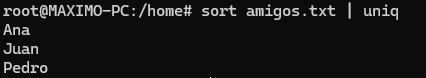 root@MAXIMO-PC:/home# sort amigos.txt | uniq
Ana
Juan
Pedro